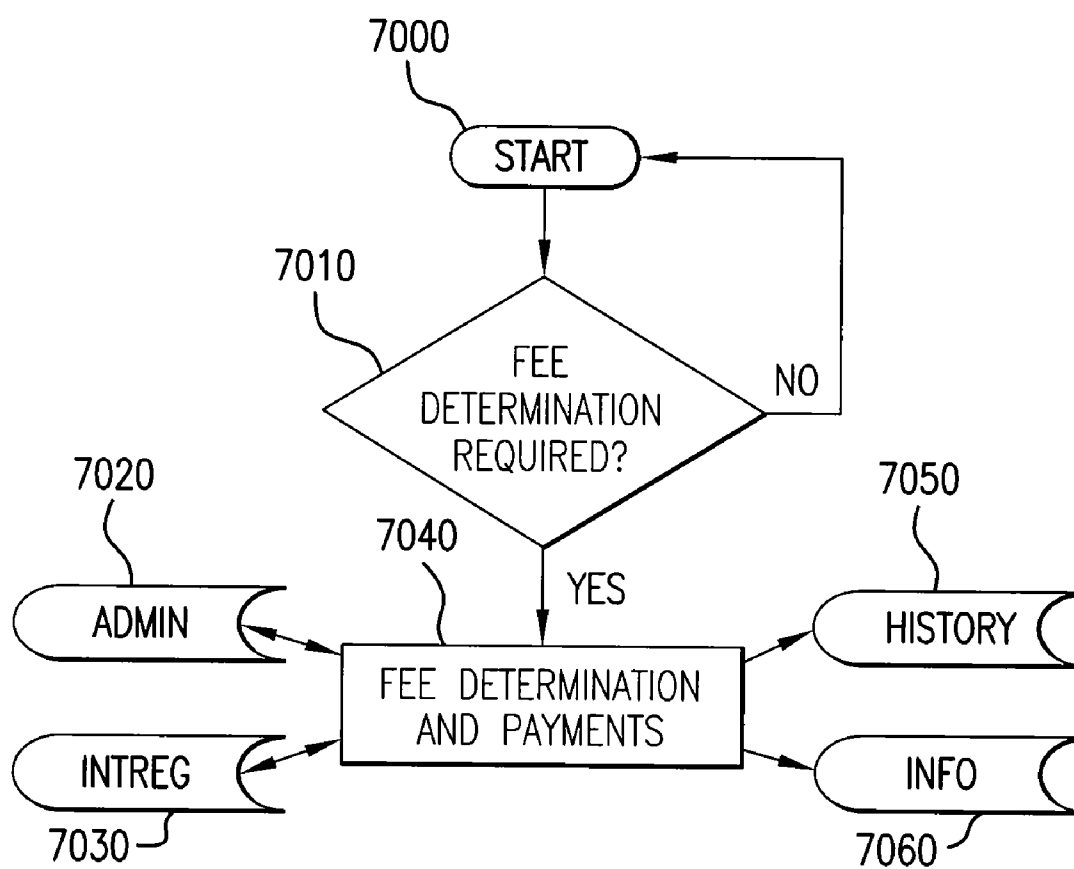 7000
START
7010
FEE
DETERMINATION
REQUIRED?
NO
7020
7040
YES
7050
ADMIN
HISTORY
FEE DETERMINATION
AND PAYMENTS
INTREG
INFO
7030
7060